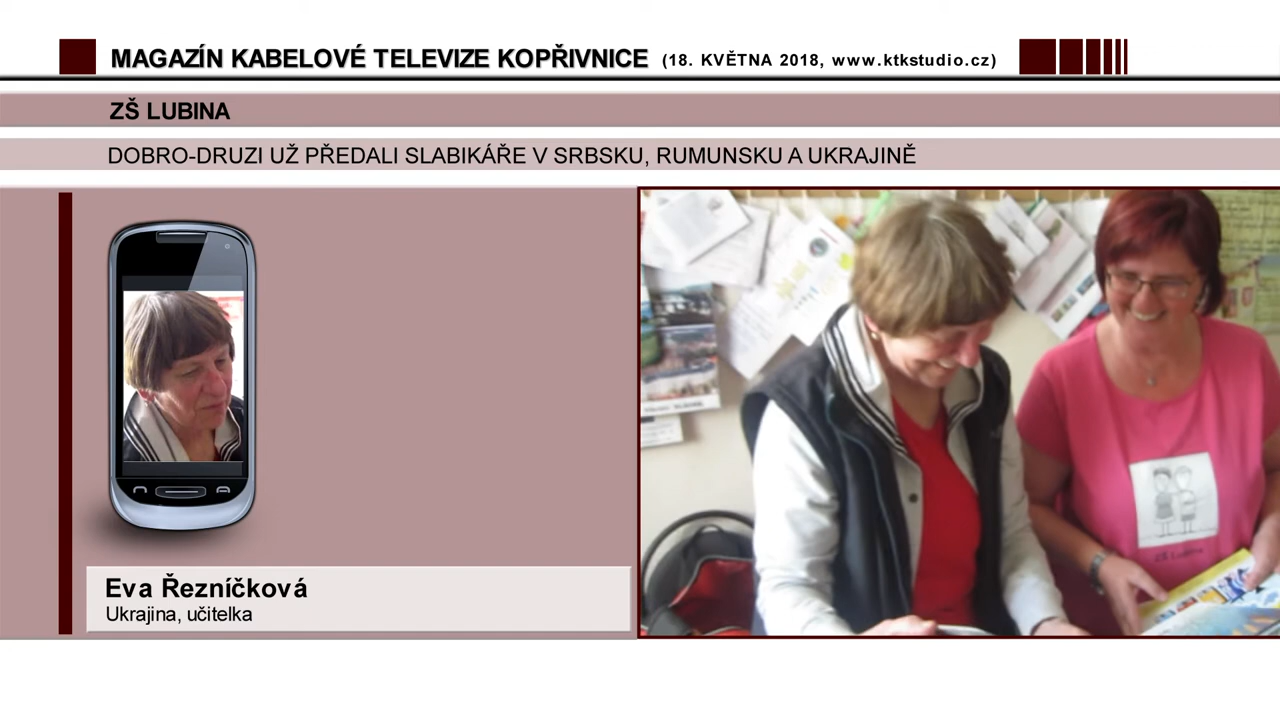 MAGAZÍN KABELOVÉ TELEVIZE KOPŘIVNICE (18. KVĚTNA 2018, www.ktkstudio.cz)
ZŠ LUBINA
DOBRO-DRUZI UŽ PŘEDALI SLABIKÁŘE V SRBSKU, RUMUNSKU A UKRAJINĚ
ZŠ Lubina
Eva Řezníčková
Ukrajina, učitelka